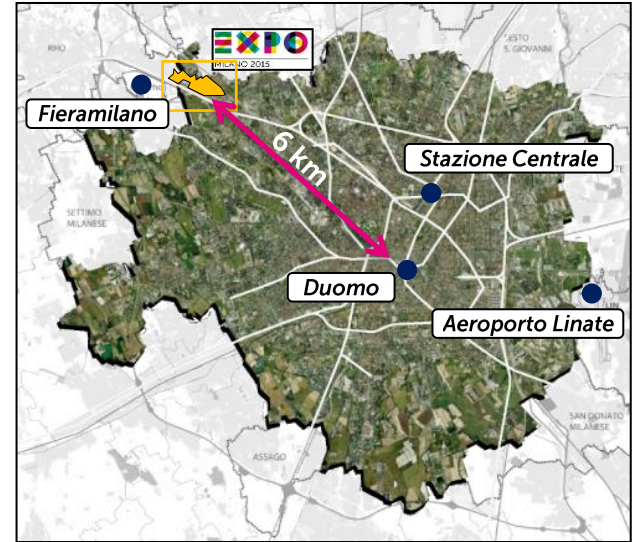 EXPO
MILANO 2015
RHO
SESTO
S. GIOVANNI
Fieramilano
6 km
Stazione Centrale
SETTIMO
MILANESE
Duomo
Aeroporto Linate
SAN DONATO
MILANESE
ASSAGO